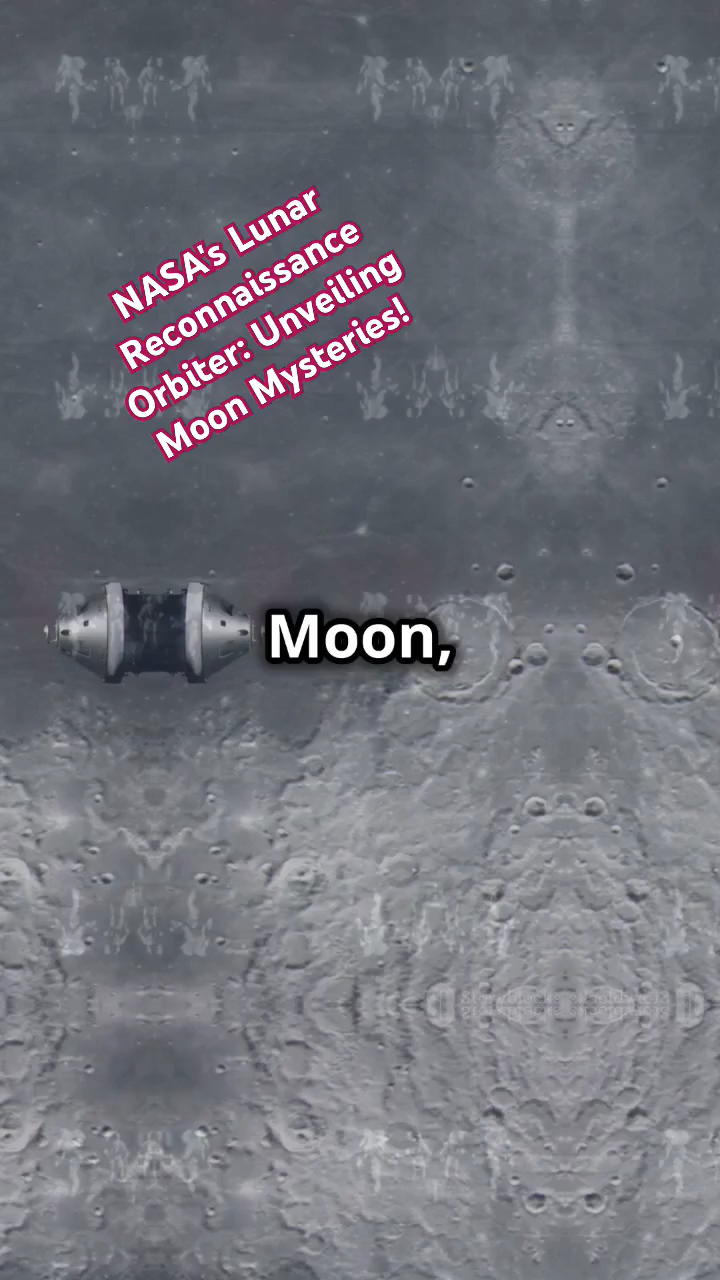 NASA's Lunar
Reconnaissance
Orbiter: Unveiling
Moon Mysteries!
Moon,